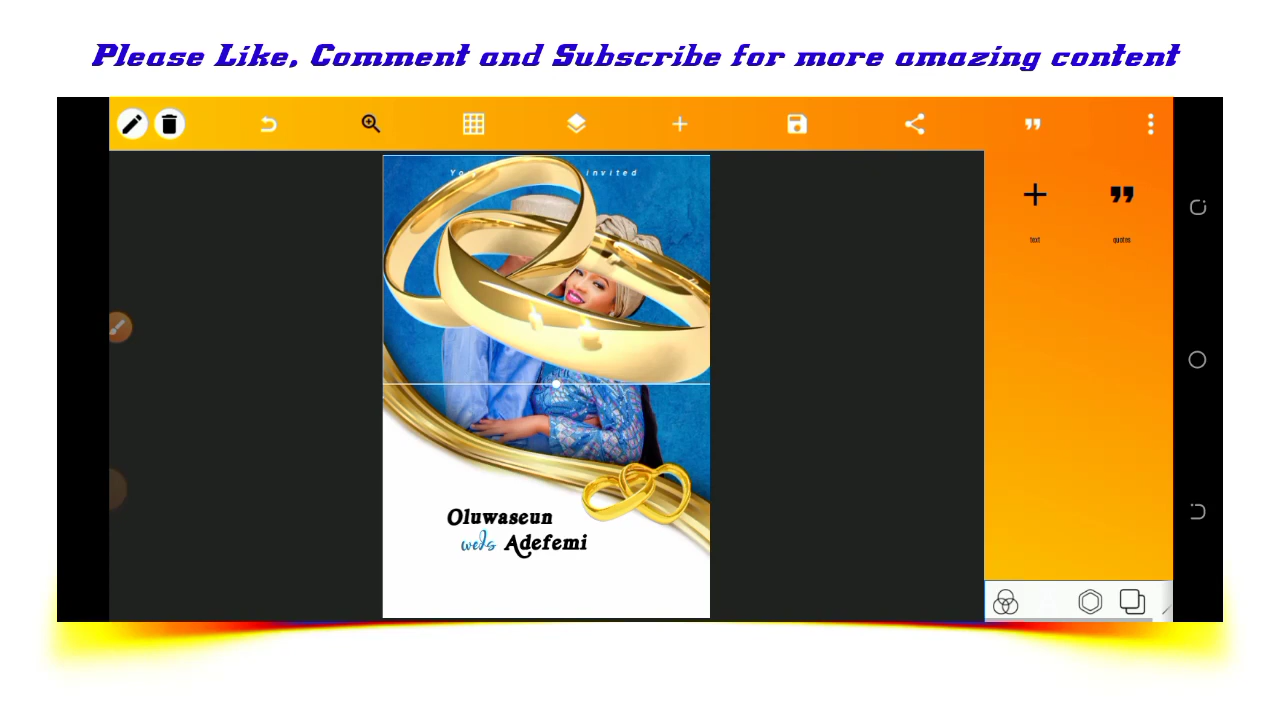 Please Like, Comment and Subscribe for more amazing content
invited
text
quotes
Oluwaseun
weds Adefemi